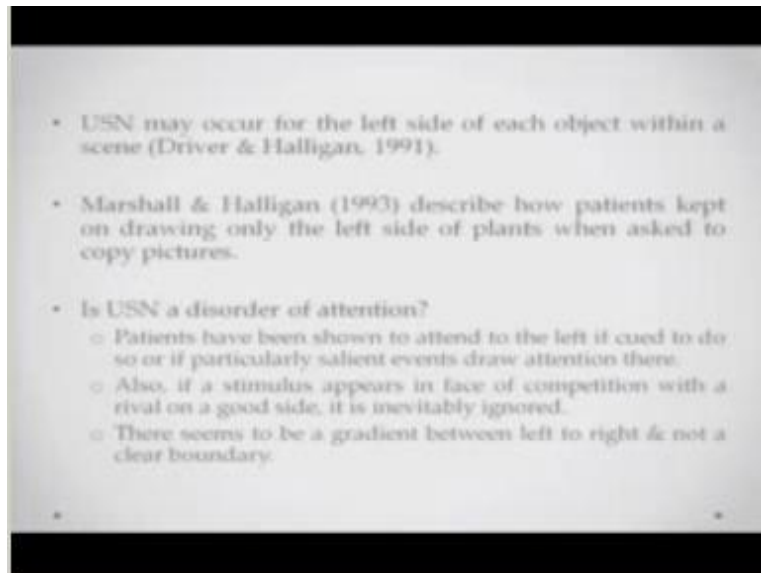 • USN may occur for the left side of each object within a
scene (Driver & Halligan, 1991).
• Marshall & Halligan (1993) describe how patients kept
on drawing only the left side of plants when asked to
copy pictures.
• Is USN a disorder of attention?
o Patients have been shown to attend to the left if cued to do
so or if particularly salient events draw attention there.
o Also, if a stimulus appears in face of competition with a
rival on a good side, it is inevitably ignored.
o There seems to be a gradient between left to right & not a
clear boundary.